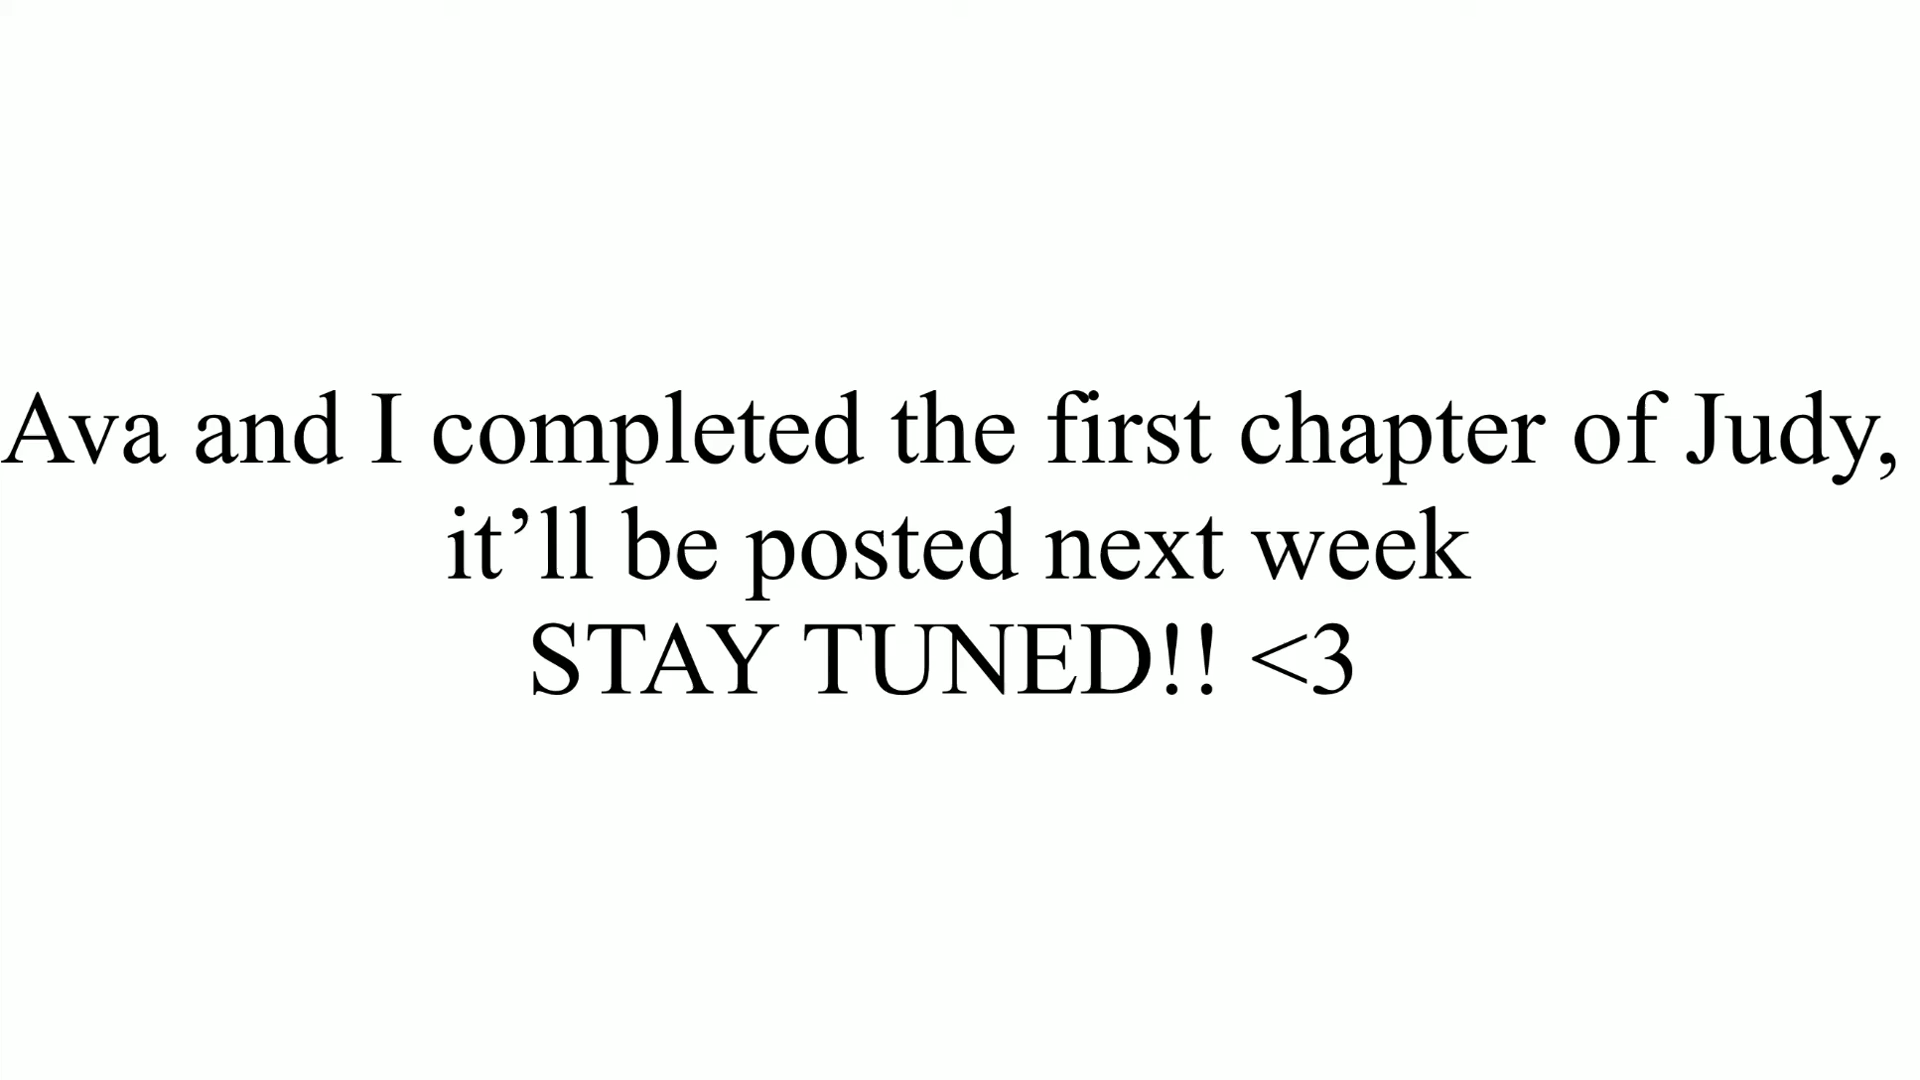 Ava and I completed the first chapter of Judy,
it’ll be posted next week
STAY TUNED!! <3